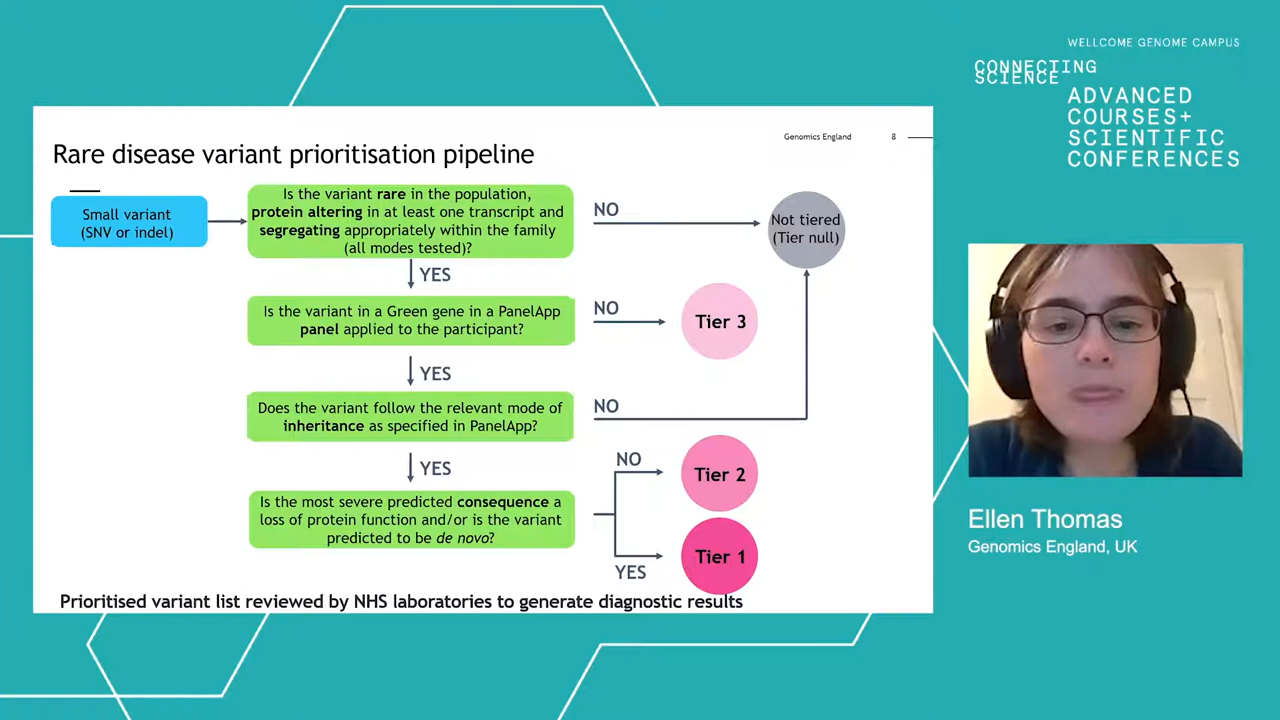 WELLCOME GENOME CAMPUS
CONNECTING
SCIENCE
ADVANCED
COURSES+
SCIENTIFIC
CONFERENCES
Genomics England
8
Rare disease variant prioritisation pipeline
Small variant
(SNV or indel)
Is the variant rare in the population,
protein altering in at least one transcript and
segregating appropriately within the family
(all modes tested)?
NO
Not tiered
(Tier null)
YES
Is the variant in a Green gene in a PanelApp
panel applied to the participant?
NO
Tier 3
YES
Does the variant follow the relevant mode of
inheritance as specified in PanelApp?
NO
YES
Is the most severe predicted consequence a
loss of protein function and/or is the variant
predicted to be de novo?
NO
Tier 2
YES
Tier 1
Prioritised variant list reviewed by NHS laboratories to generate diagnostic results
Ellen Thomas
Genomics England, UK